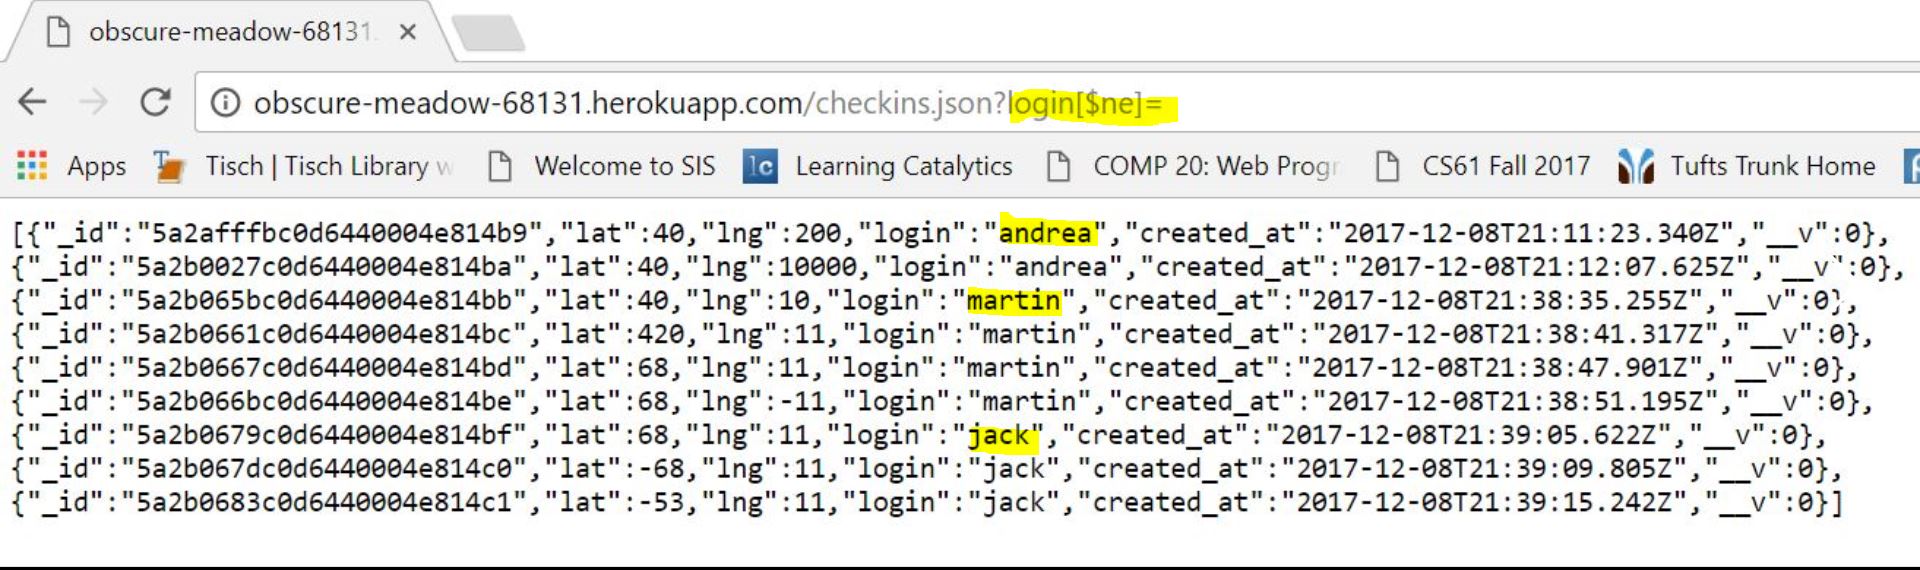 obscure-meadow-68131.
obscure-meadow-68131.herokuapp.com/checkins.json?login[$ne]=
Apps Tisch | Tisch Library w Welcome to SIS lc Learning Catalytics COMP 20: Web Progr CS61 Fall 2017 Tufts Trunk Home
[{"_id":"5a2afffbc0d6440004e814b9","lat":40,"lng":200,"login":"andrea","created_at":"2017-12-08T21:11:23.340Z","__v":0},
{"_id":"5a2b0027c0d6440004e814ba","lat":40,"lng":10000,"login":"andrea","created_at":"2017-12-08T21:12:07.625Z","__v":0},
{"_id":"5a2b065bc0d6440004e814bb","lat":40,"lng":10,"login":"martin","created_at":"2017-12-08T21:38:35.255Z","__v":0},
{"_id":"5a2b0661c0d6440004e814bc","lat":420,"lng":11,"login":"martin","created_at":"2017-12-08T21:38:41.317Z","__v":0},
{"_id":"5a2b0667c0d6440004e814bd","lat":68,"lng":11,"login":"martin","created_at":"2017-12-08T21:38:47.901Z","__v":0},
{"_id":"5a2b066bc0d6440004e814be","lat":68,"lng":-11,"login":"martin","created_at":"2017-12-08T21:38:51.195Z","__v":0},
{"_id":"5a2b0679c0d6440004e814bf","lat":68,"lng":11,"login":"jack","created_at":"2017-12-08T21:39:05.622Z","__v":0},
{"_id":"5a2b067dc0d6440004e814c0","lat":-68,"lng":11,"login":"jack","created_at":"2017-12-08T21:39:09.805Z","__v":0},
{"_id":"5a2b0683c0d6440004e814c1","lat":-53,"lng":11,"login":"jack","created_at":"2017-12-08T21:39:15.242Z","__v":0}]